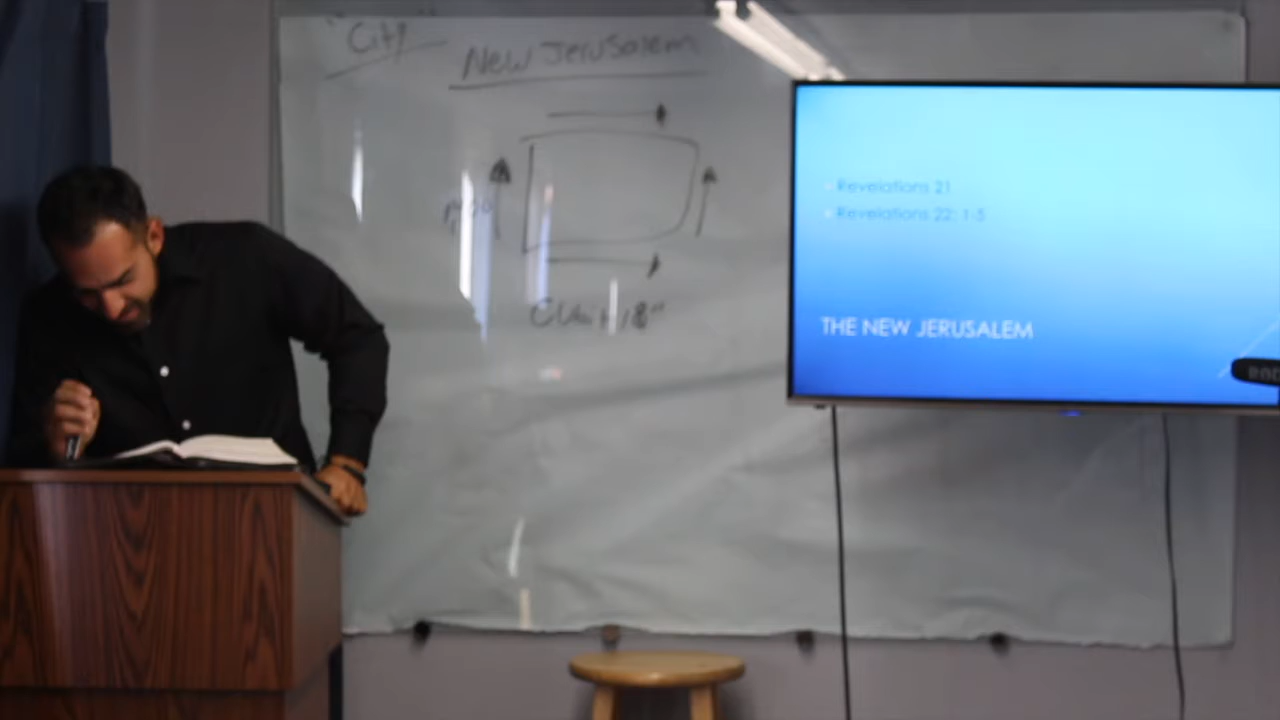 "City"
New Jerusalem
Cubit 18"
Revelations 21
Revelations 22: 1-5
THE NEW JERUSALEM